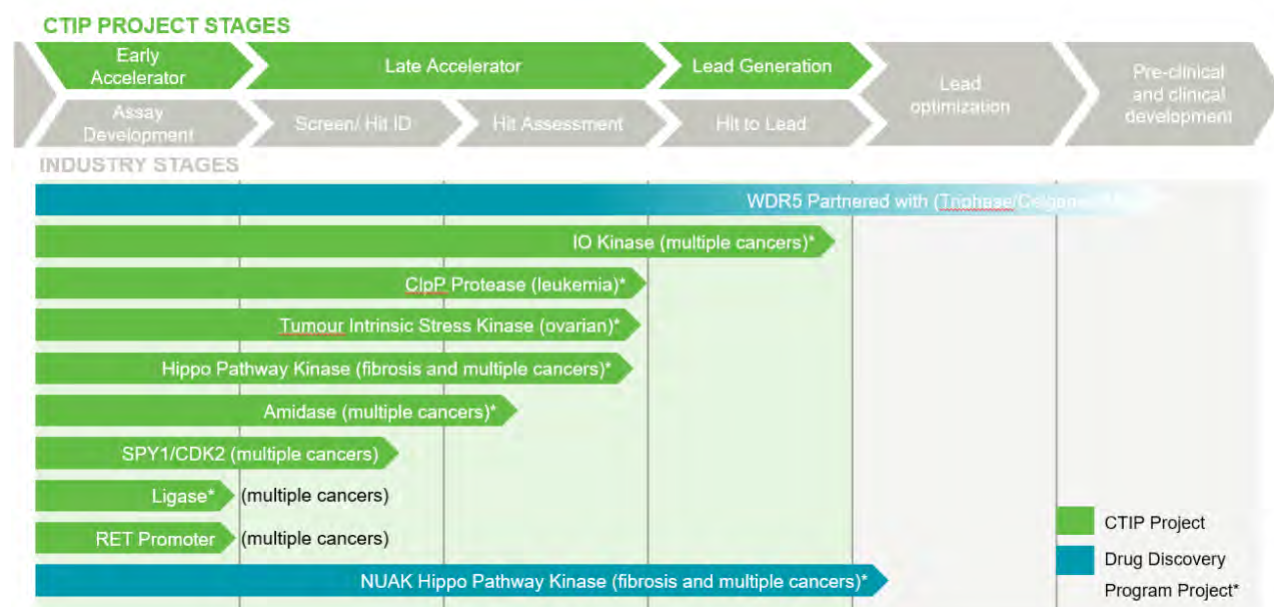 CTIP PROJECT STAGES
Early
Accelerator
Late Accelerator
Lead Generation
Lead
optimization
Pre-clinical
and clinical
development
Assay
Development
Screen/ Hit ID
Hit Assessment
Hit to Lead
INDUSTRY STAGES
WDR5 Partnered with (Triphase/Celgene
IO Kinase (multiple cancers)*
ClpP Protease (leukemia)*
Tumour Intrinsic Stress Kinase (ovarian)*
Hippo Pathway Kinase (fibrosis and multiple cancers)*
Amidase (multiple cancers)*
SPY1/CDK2 (multiple cancers)
Ligase* (multiple cancers)
RET Promoter (multiple cancers)
NUAK Hippo Pathway Kinase (fibrosis and multiple cancers)*
CTIP Project
Drug Discovery
Program Project*